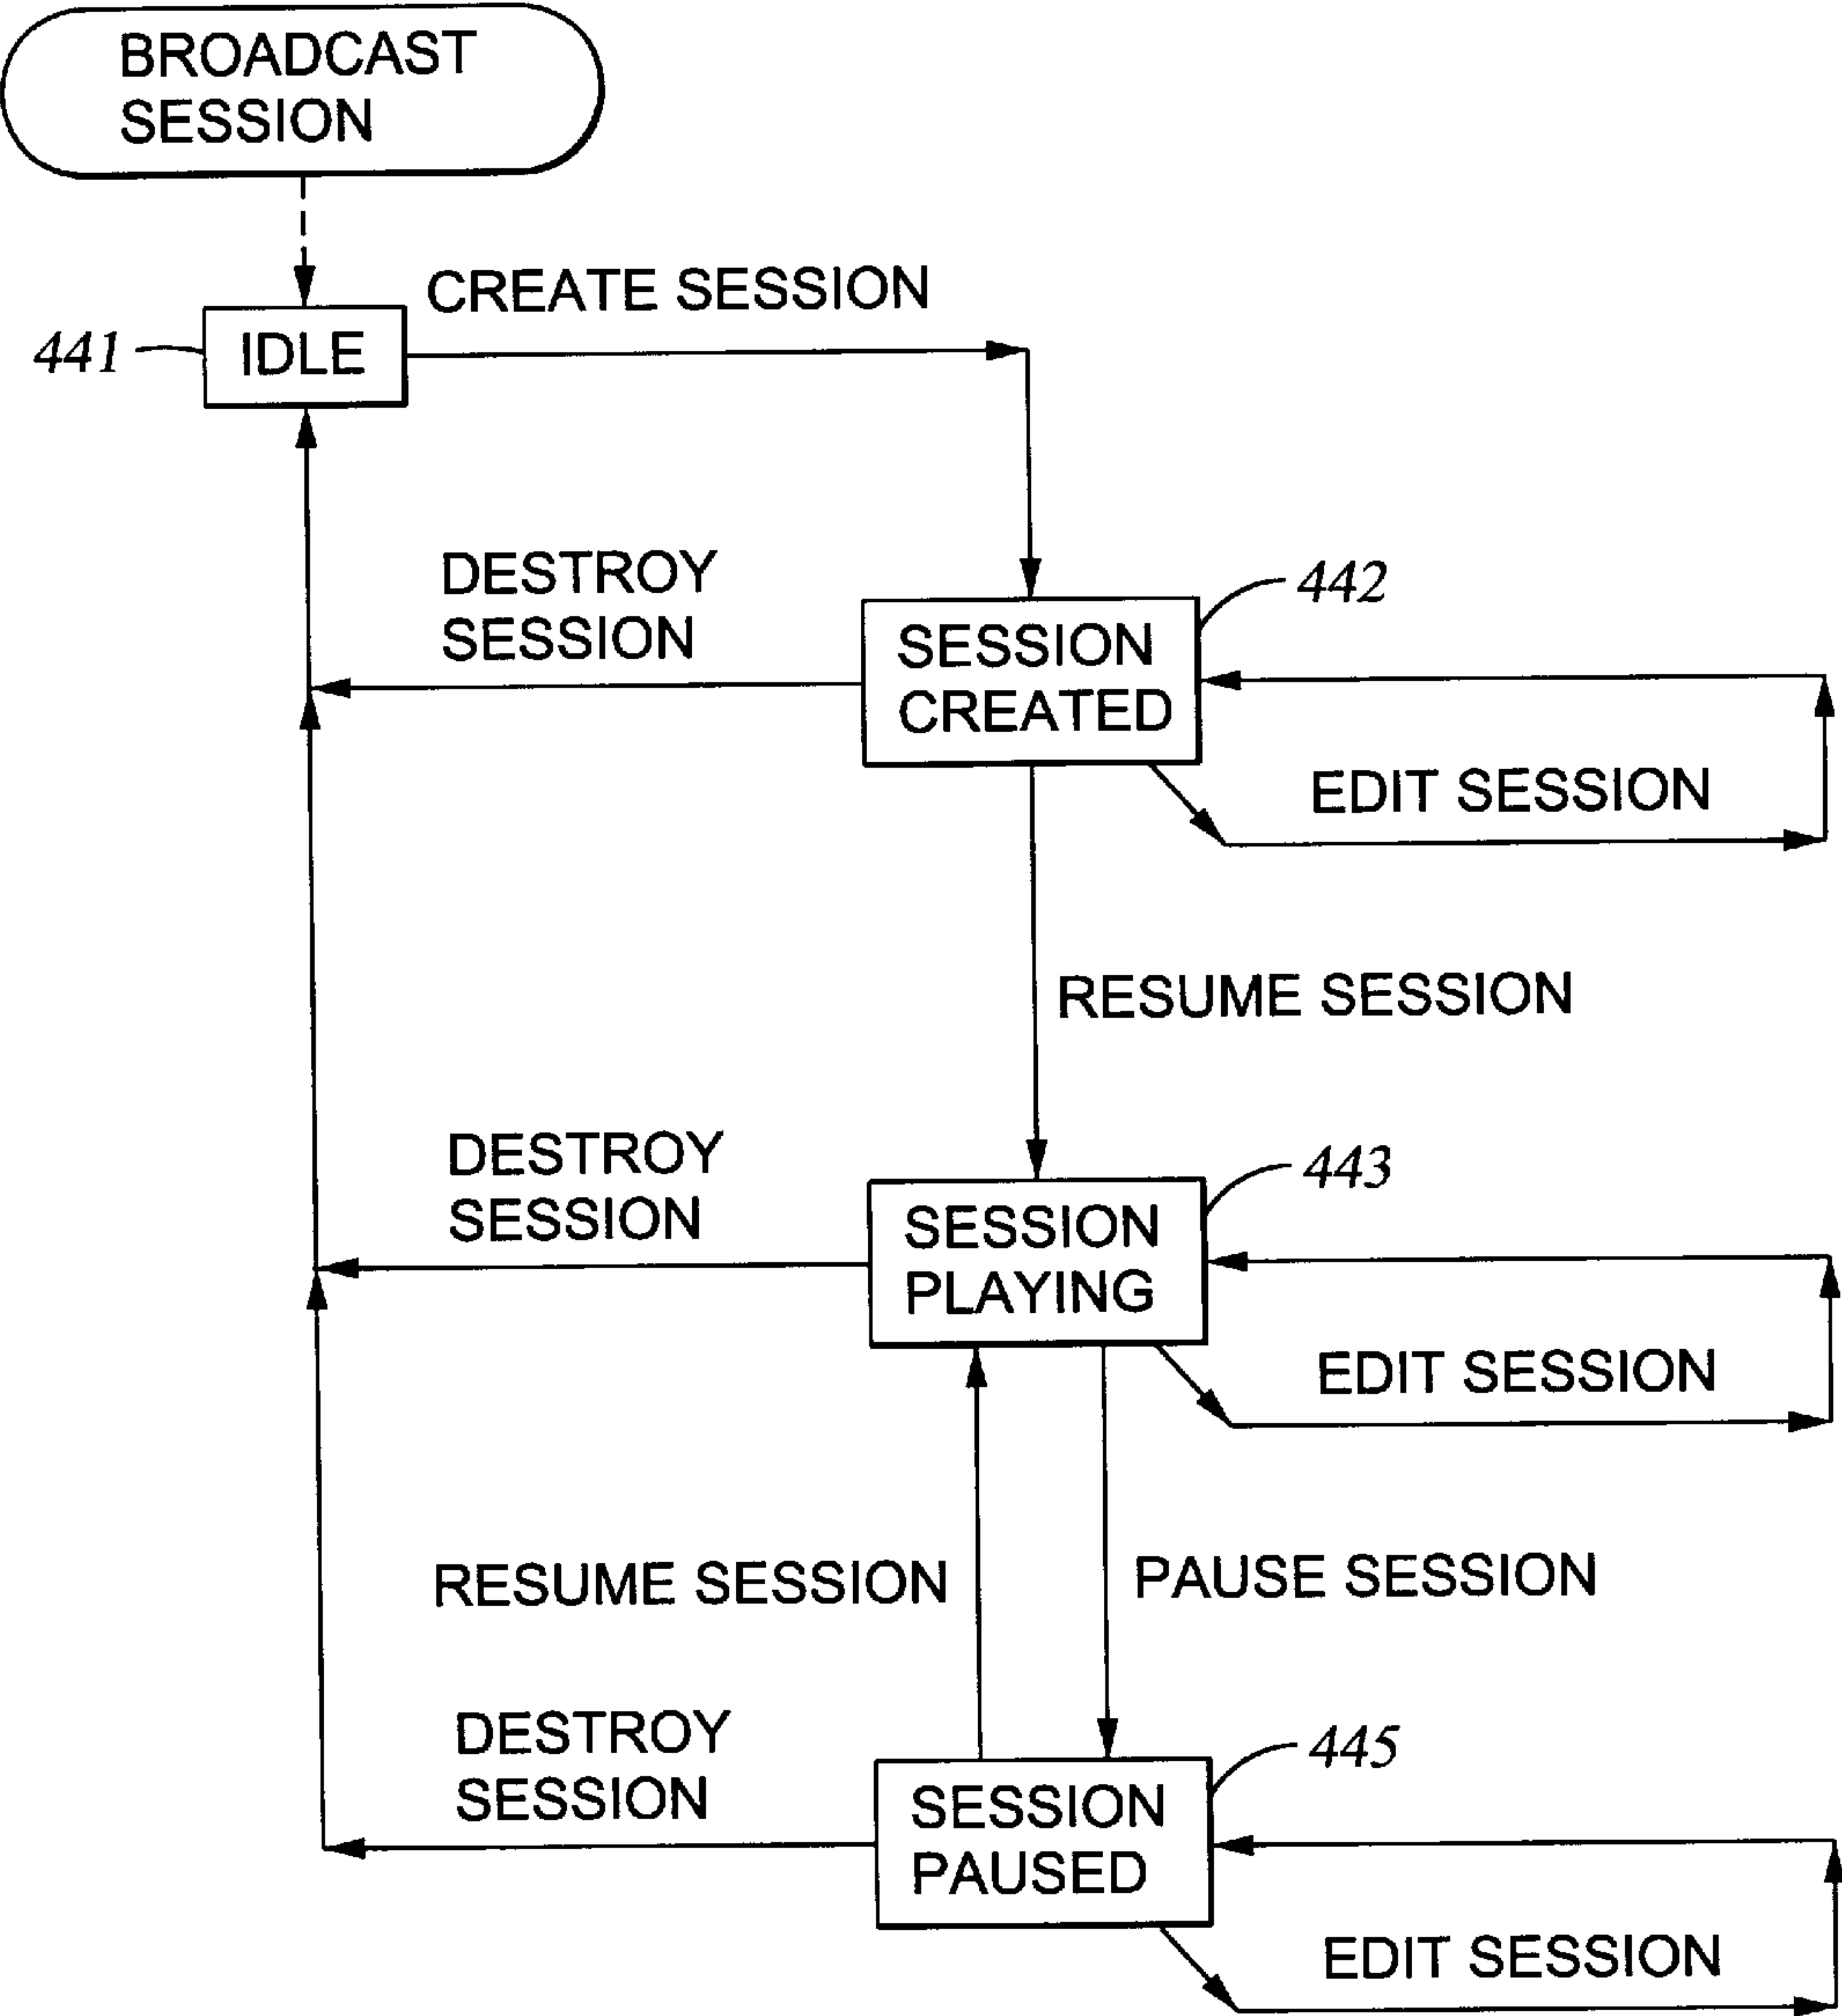 BROADCAST
SESSION
CREATE SESSION
441
IDLE
DESTROY
SESSION
442
SESSION
CREATED
EDIT SESSION
RESUME SESSION
DESTROY
SESSION
443
SESSION
PLAYING
EDIT SESSION
RESUME SESSION
PAUSE SESSION
DESTROY
SESSION
445
SESSION
PAUSED
EDIT SESSION